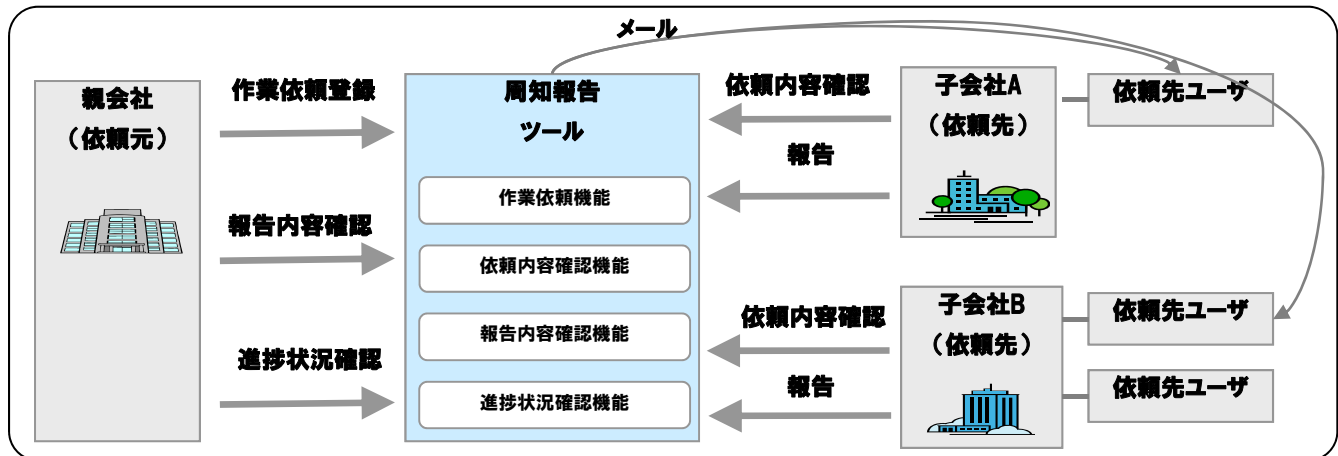 メール
親会社
（依頼元）
作業依頼登録
報告内容確認
進捗状況確認
周知報告
ツール
作業依頼機能
依頼内容確認機能
報告内容確認機能
進捗状況確認機能
依頼内容確認
報告
子会社A
（依頼先）
依頼先ユーザ
依頼内容確認
報告
子会社B
（依頼先）
依頼先ユーザ
依頼先ユーザ